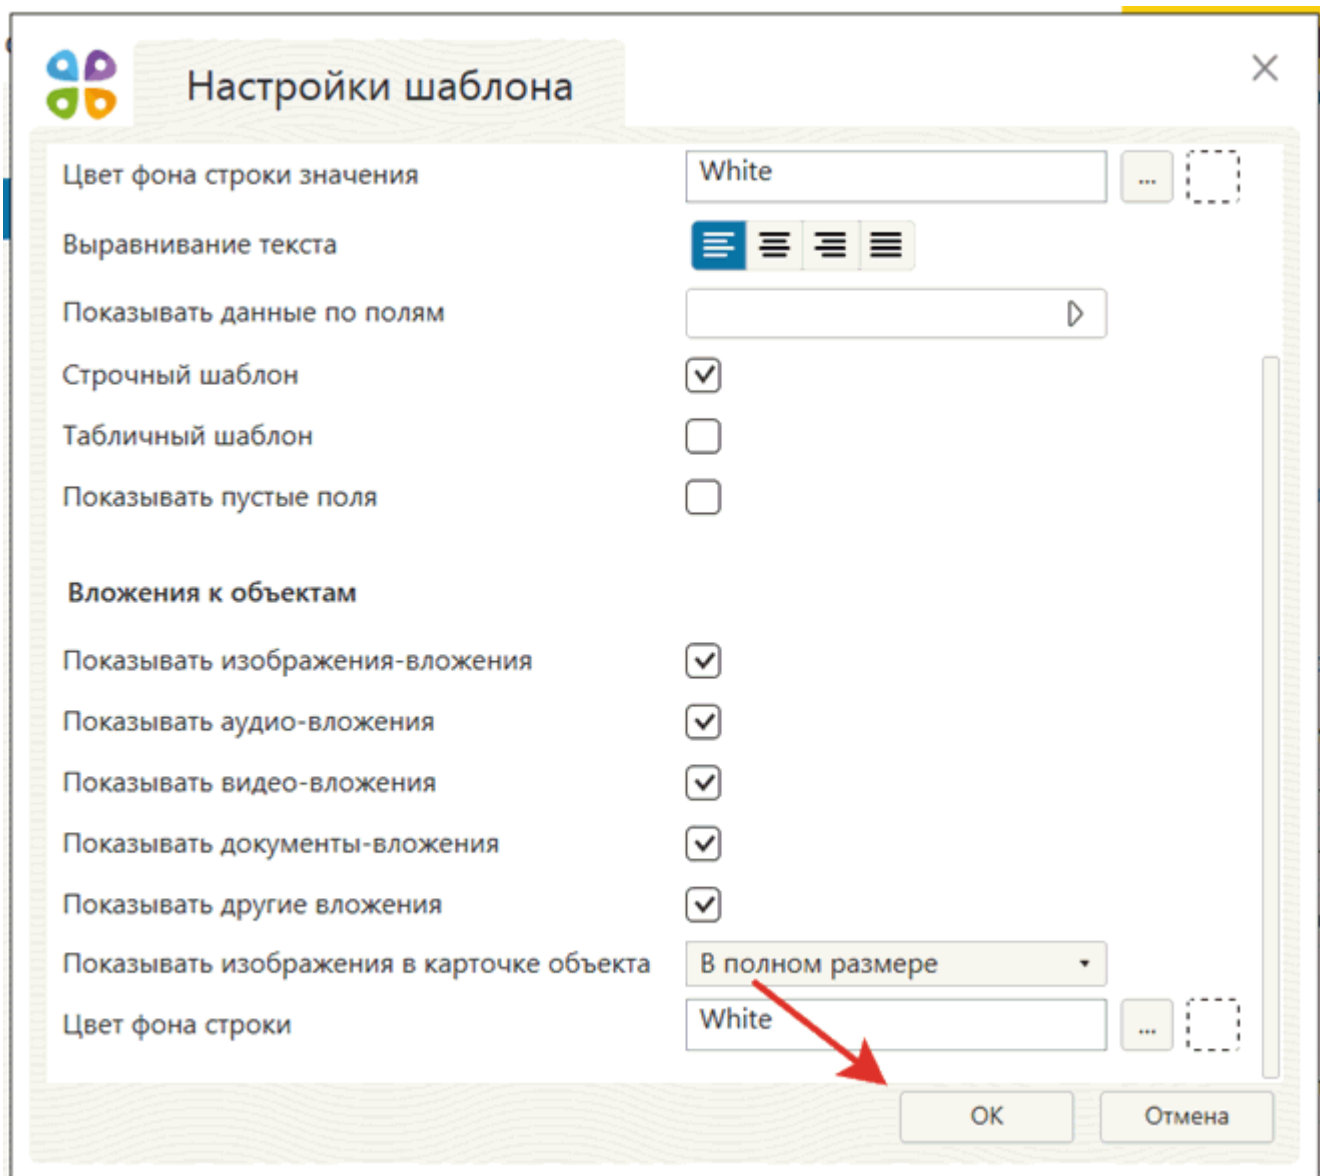 Настройки шаблона
Цвет фона строки значения White ...
Выравнивание текста
Показывать данные по полям
Строчный шаблон
Табличный шаблон
Показывать пустые поля
Вложения к объектам
Показывать изображения-вложения
Показывать аудио-вложения
Показывать видео-вложения
Показывать документы-вложения
Показывать другие вложения
Показывать изображения в карточке объекта В полном размере
Цвет фона строки White ...
ОК Отмена